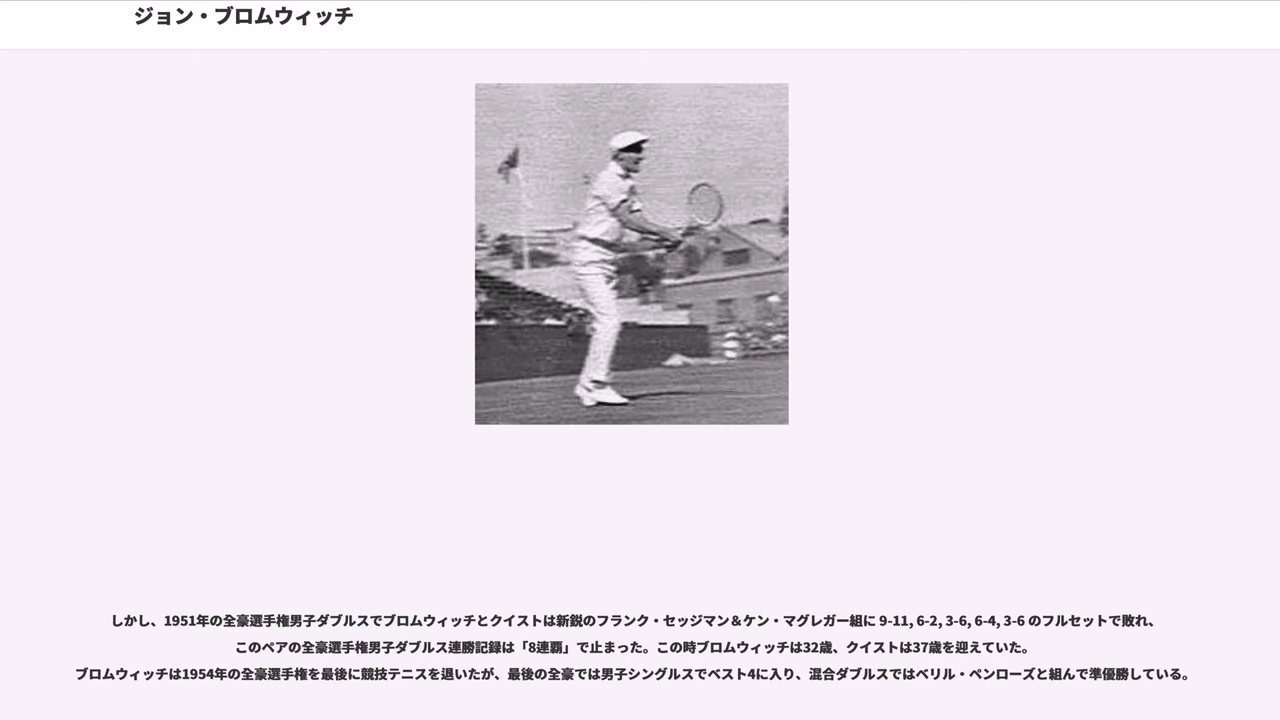 ジョン・ブロムウィッチ
しかし、1951年の全豪選手権男子ダブルスでブロムウィッチとクイストは新鋭のフランク・セッジマン＆ケン・マグレガー組に 9-11, 6-2, 3-6, 6-4, 3-6 のフルセットで敗れ、
このペアの全豪選手権男子ダブルス連勝記録は「8連覇」で止まった。この時ブロムウィッチは32歳、クイストは37歳を迎えていた。
ブロムウィッチは1954年の全豪選手権を最後に競技テニスを退いたが、最後の全豪では男子シングルスでベスト4に入り、混合ダブルスではベリル・ペンローズと組んで準優勝している。